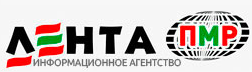 ЛЕНТА ПМР
ИНФОРМАЦИОННОЕ АГЕНТСТВО